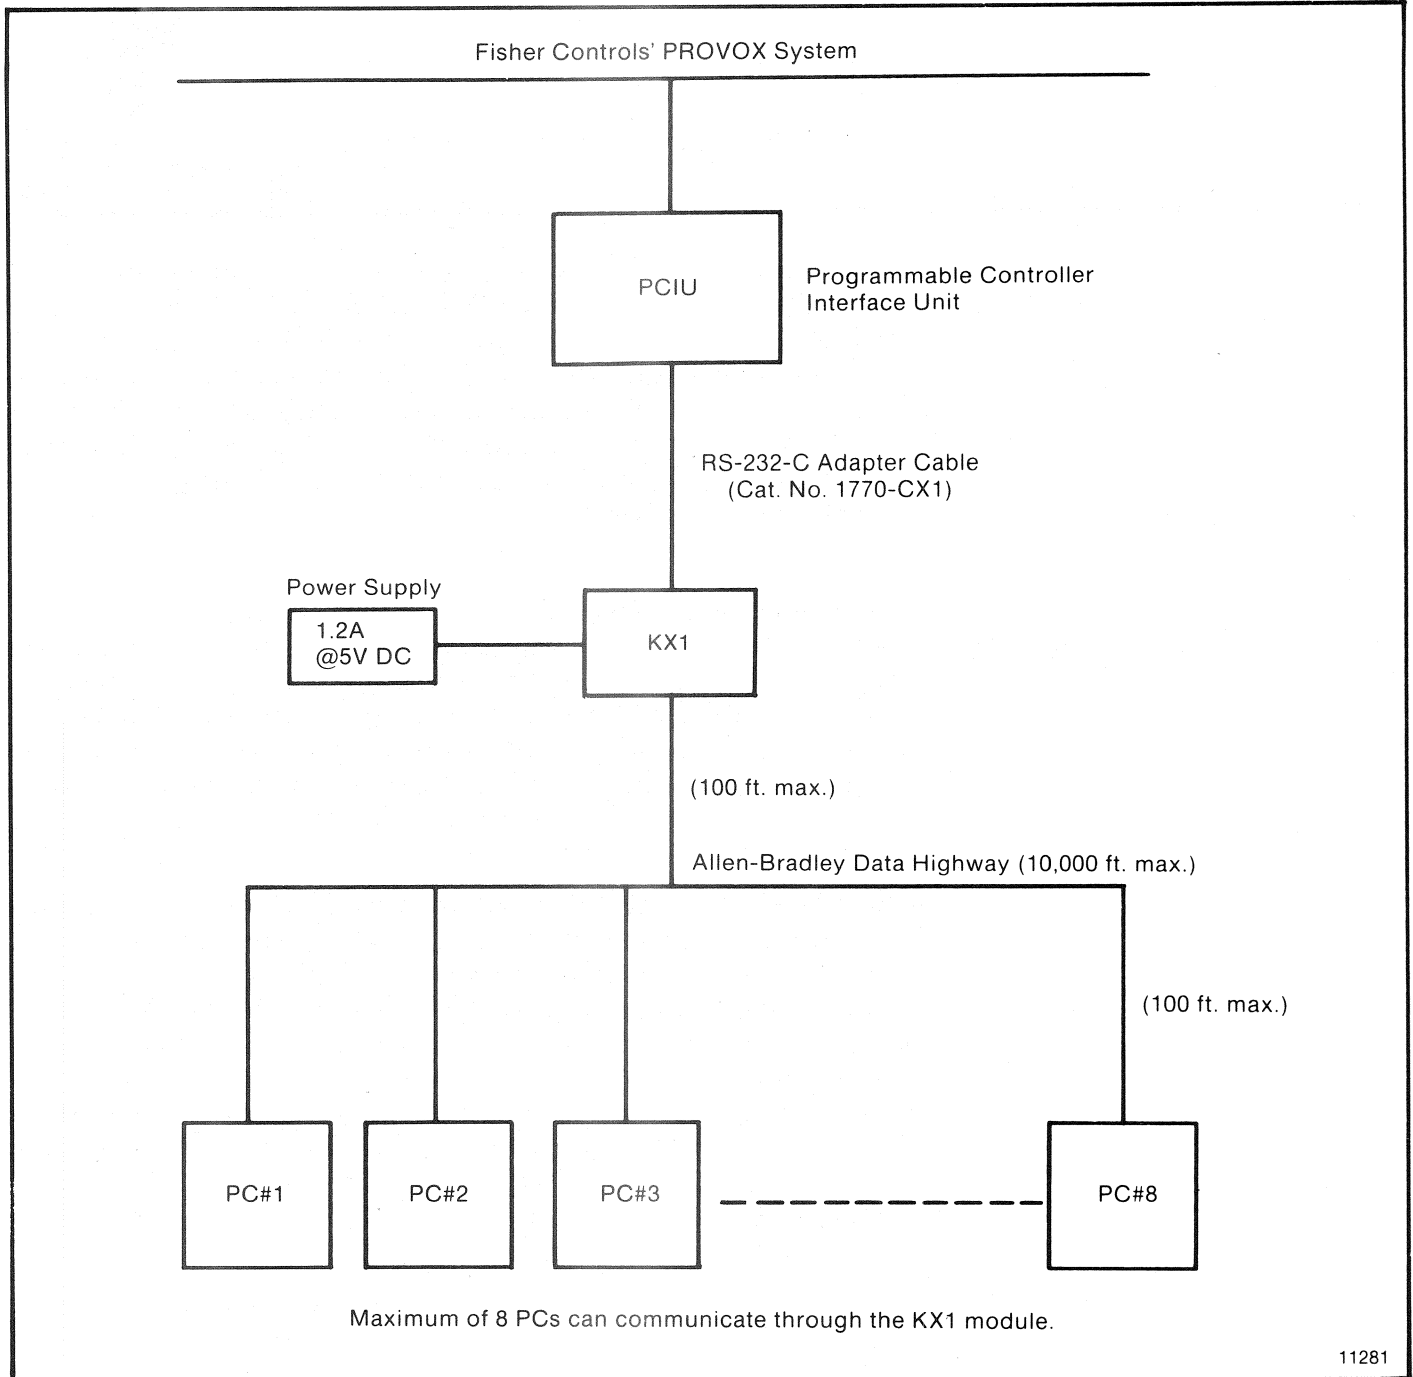 Fisher Controls' PROVOX System
PCIU
Programmable Controller
Interface Unit
RS-232-C Adapter Cable
(Cat. No. 1770-CX1)
Power Supply
1.2A
@5V DC
KX1
(100 ft. max.)
Allen-Bradley Data Highway (10,000 ft. max.)
(100 ft. max.)
PC#1
PC#2
PC#3
PC#8
Maximum of 8 PCs can communicate through the KX1 module.
11281